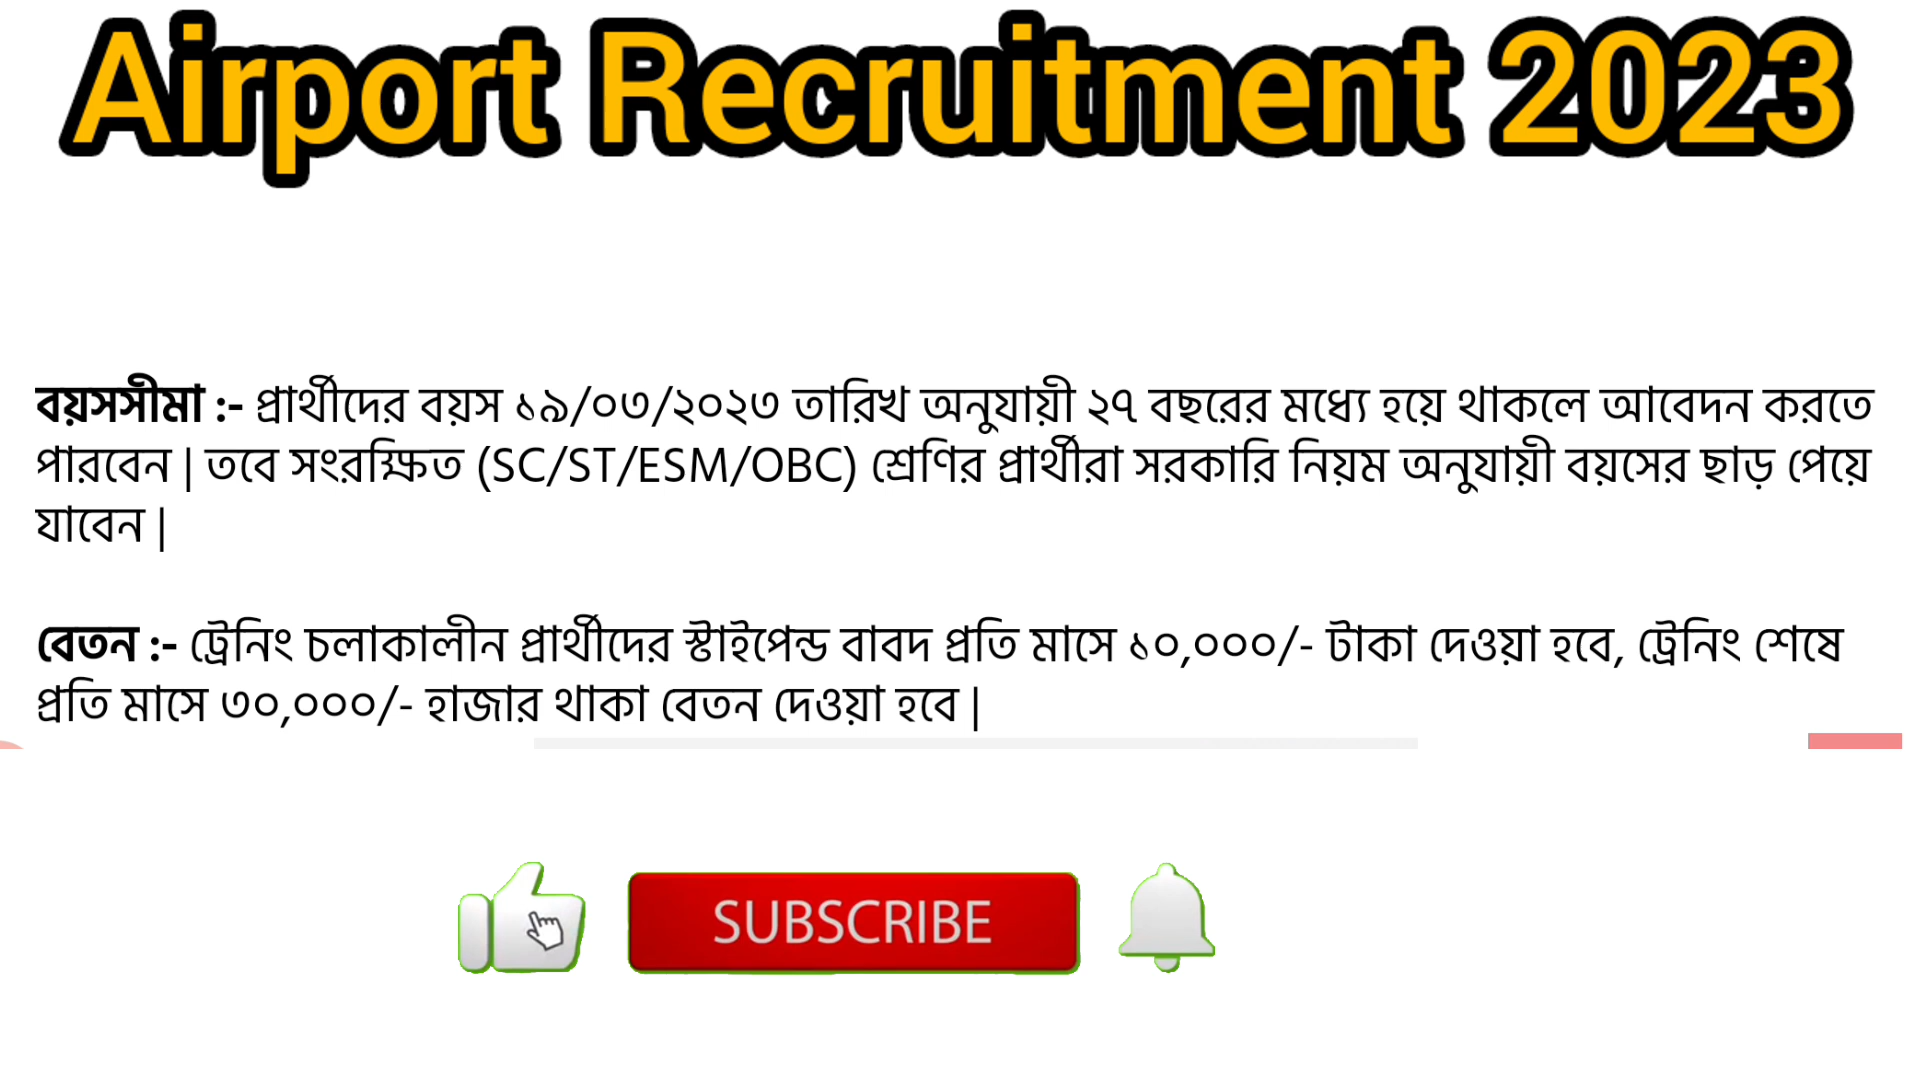 Airport Recruitment 2023
বয়সসীমা :- প্রার্থীদের বয়স ১৯/০৩/২০২৩ তারিখ অনুযায়ী ২৭ বছরের মধ্যে হয়ে থাকলে আবেদন করতে
পারবেন | তবে সংরক্ষিত (SC/ST/ESM/OBC) শ্রেণির প্রার্থীরা সরকারি নিয়ম অনুযায়ী বয়সের ছাড় পেয়ে
যাবেন |
বেতন :- ট্রেনিং চলাকালীন প্রার্থীদের স্টাইপেন্ড বাবদ প্রতি মাসে ১০,০০০/- টাকা দেওয়া হবে, ট্রেনিং শেষে
প্রতি মাসে ৩০,০০০/- হাজার থাকা বেতন দেওয়া হবে |
SUBSCRIBE